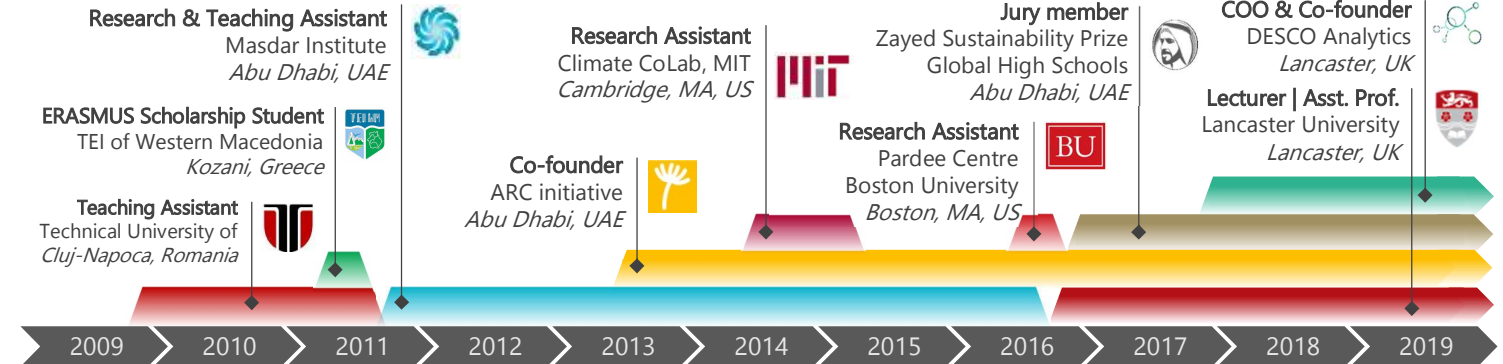 Research & Teaching Assistant
Masdar Institute
Abu Dhabi, UAE
ERASMUS Scholarship Student
TEI of Western Macedonia
Kozani, Greece
TEI WM
Teaching Assistant
Technical University of
Cluj-Napoca, Romania
Co-founder
ARC initiative
Abu Dhabi, UAE
Research Assistant
Climate CoLab, MIT
Cambridge, MA, US
MIT
Jury member
Zayed Sustainability Prize
Global High Schools
Abu Dhabi, UAE
Research Assistant
Pardee Centre
Boston University
Boston, MA, US
BU
COO & Co-founder
DESCO Analytics
Lancaster, UK
Lecturer | Asst. Prof.
Lancaster University
Lancaster, UK
2009 2010 2011 2012 2013 2014 2015 2016 2017 2018 2019